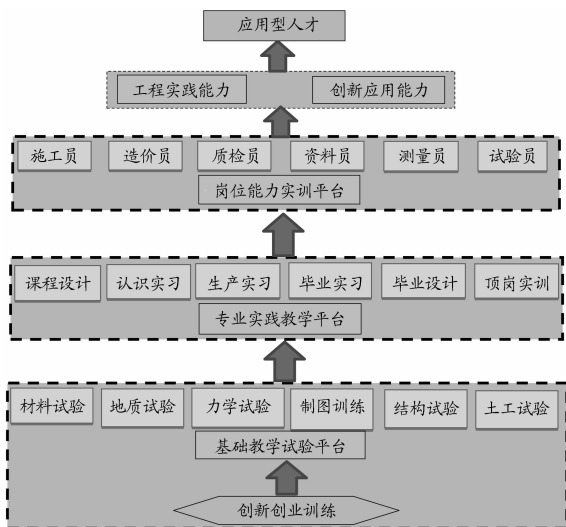 应用型人才
工程实践能力 创新应用能力
施工员 造价员 质检员 资料员 测量员 试验员
岗位能力实训平台
课程设计 认识实习 生产实习 毕业实习 毕业设计 顶岗实训
专业实践教学平台
材料试验 地质试验 力学试验 制图训练 结构试验 土工试验
基础教学试验平台
创新创业训练